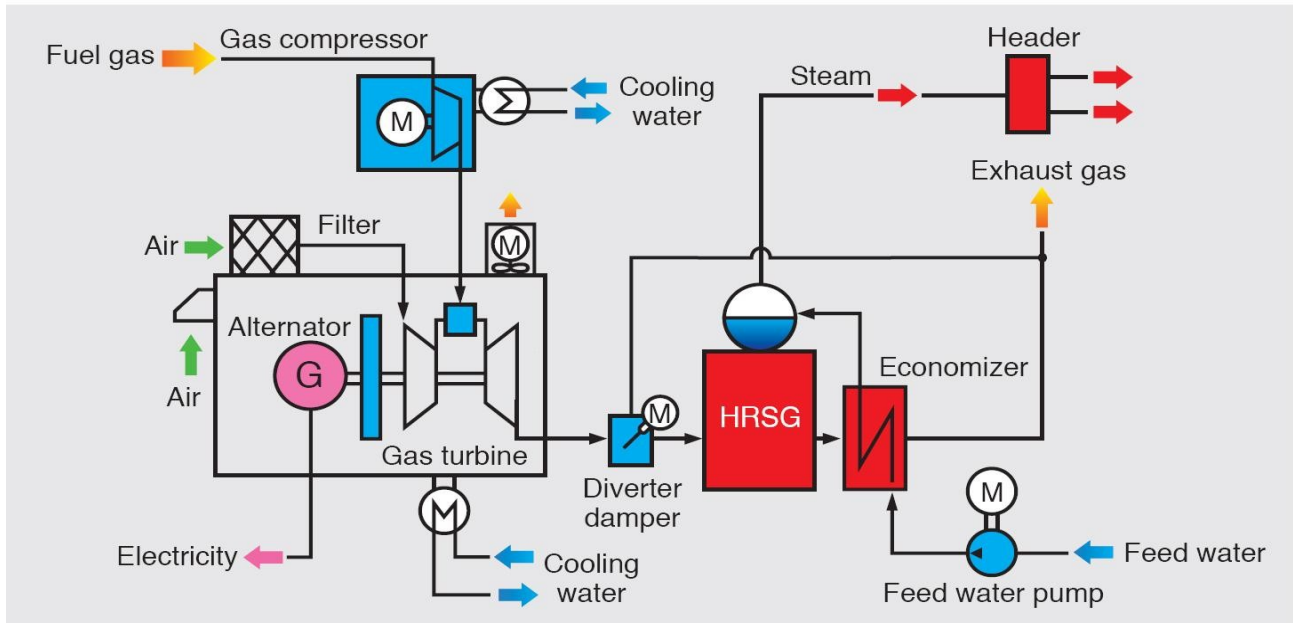 Fuel gas
Gas compressor
M
Cooling
water
Steam
Header
Exhaust gas
Air
Filter
M
Air
Alternator
G
Gas turbine
M
HRSG
Economizer
Diverter
damper
M
Electricity
Cooling
water
Feed water
Feed water pump